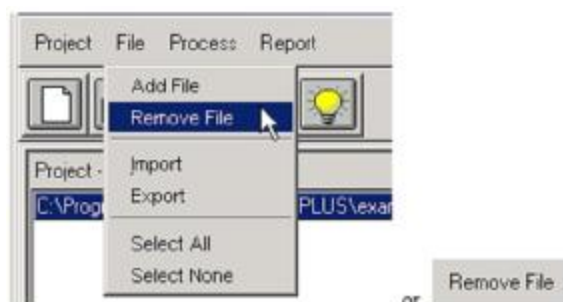 Project File Process Report
Add File
Remove File
Import
Export
Select All
Select None
Project -
C:\Prog PLUS\exar
or Remove File